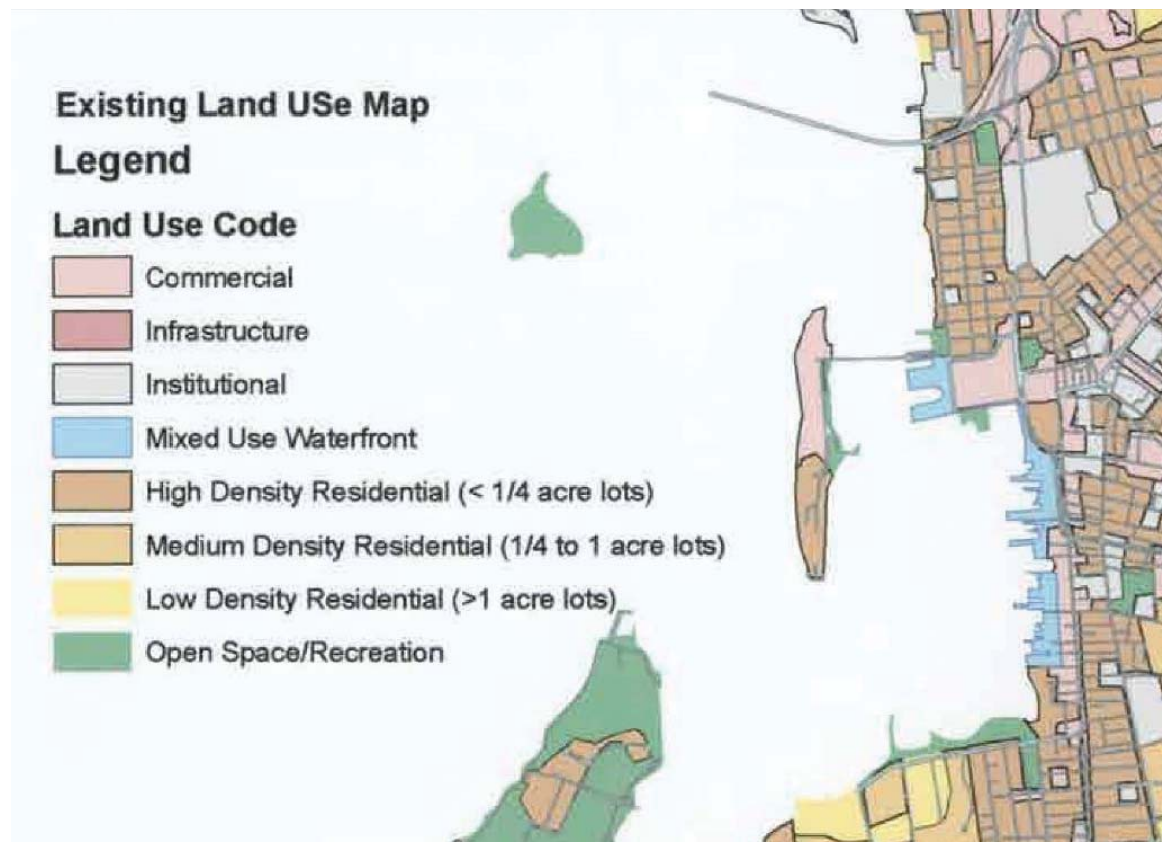 Existing Land USe Map
Legend
Land Use Code
Commercial
Infrastructure
Institutional
Mixed Use Waterfront
High Density Residential (< 1/4 acre lots)
Medium Density Residential (1/4 to 1 acre lots)
Low Density Residential (>1 acre lots)
Open Space/Recreation